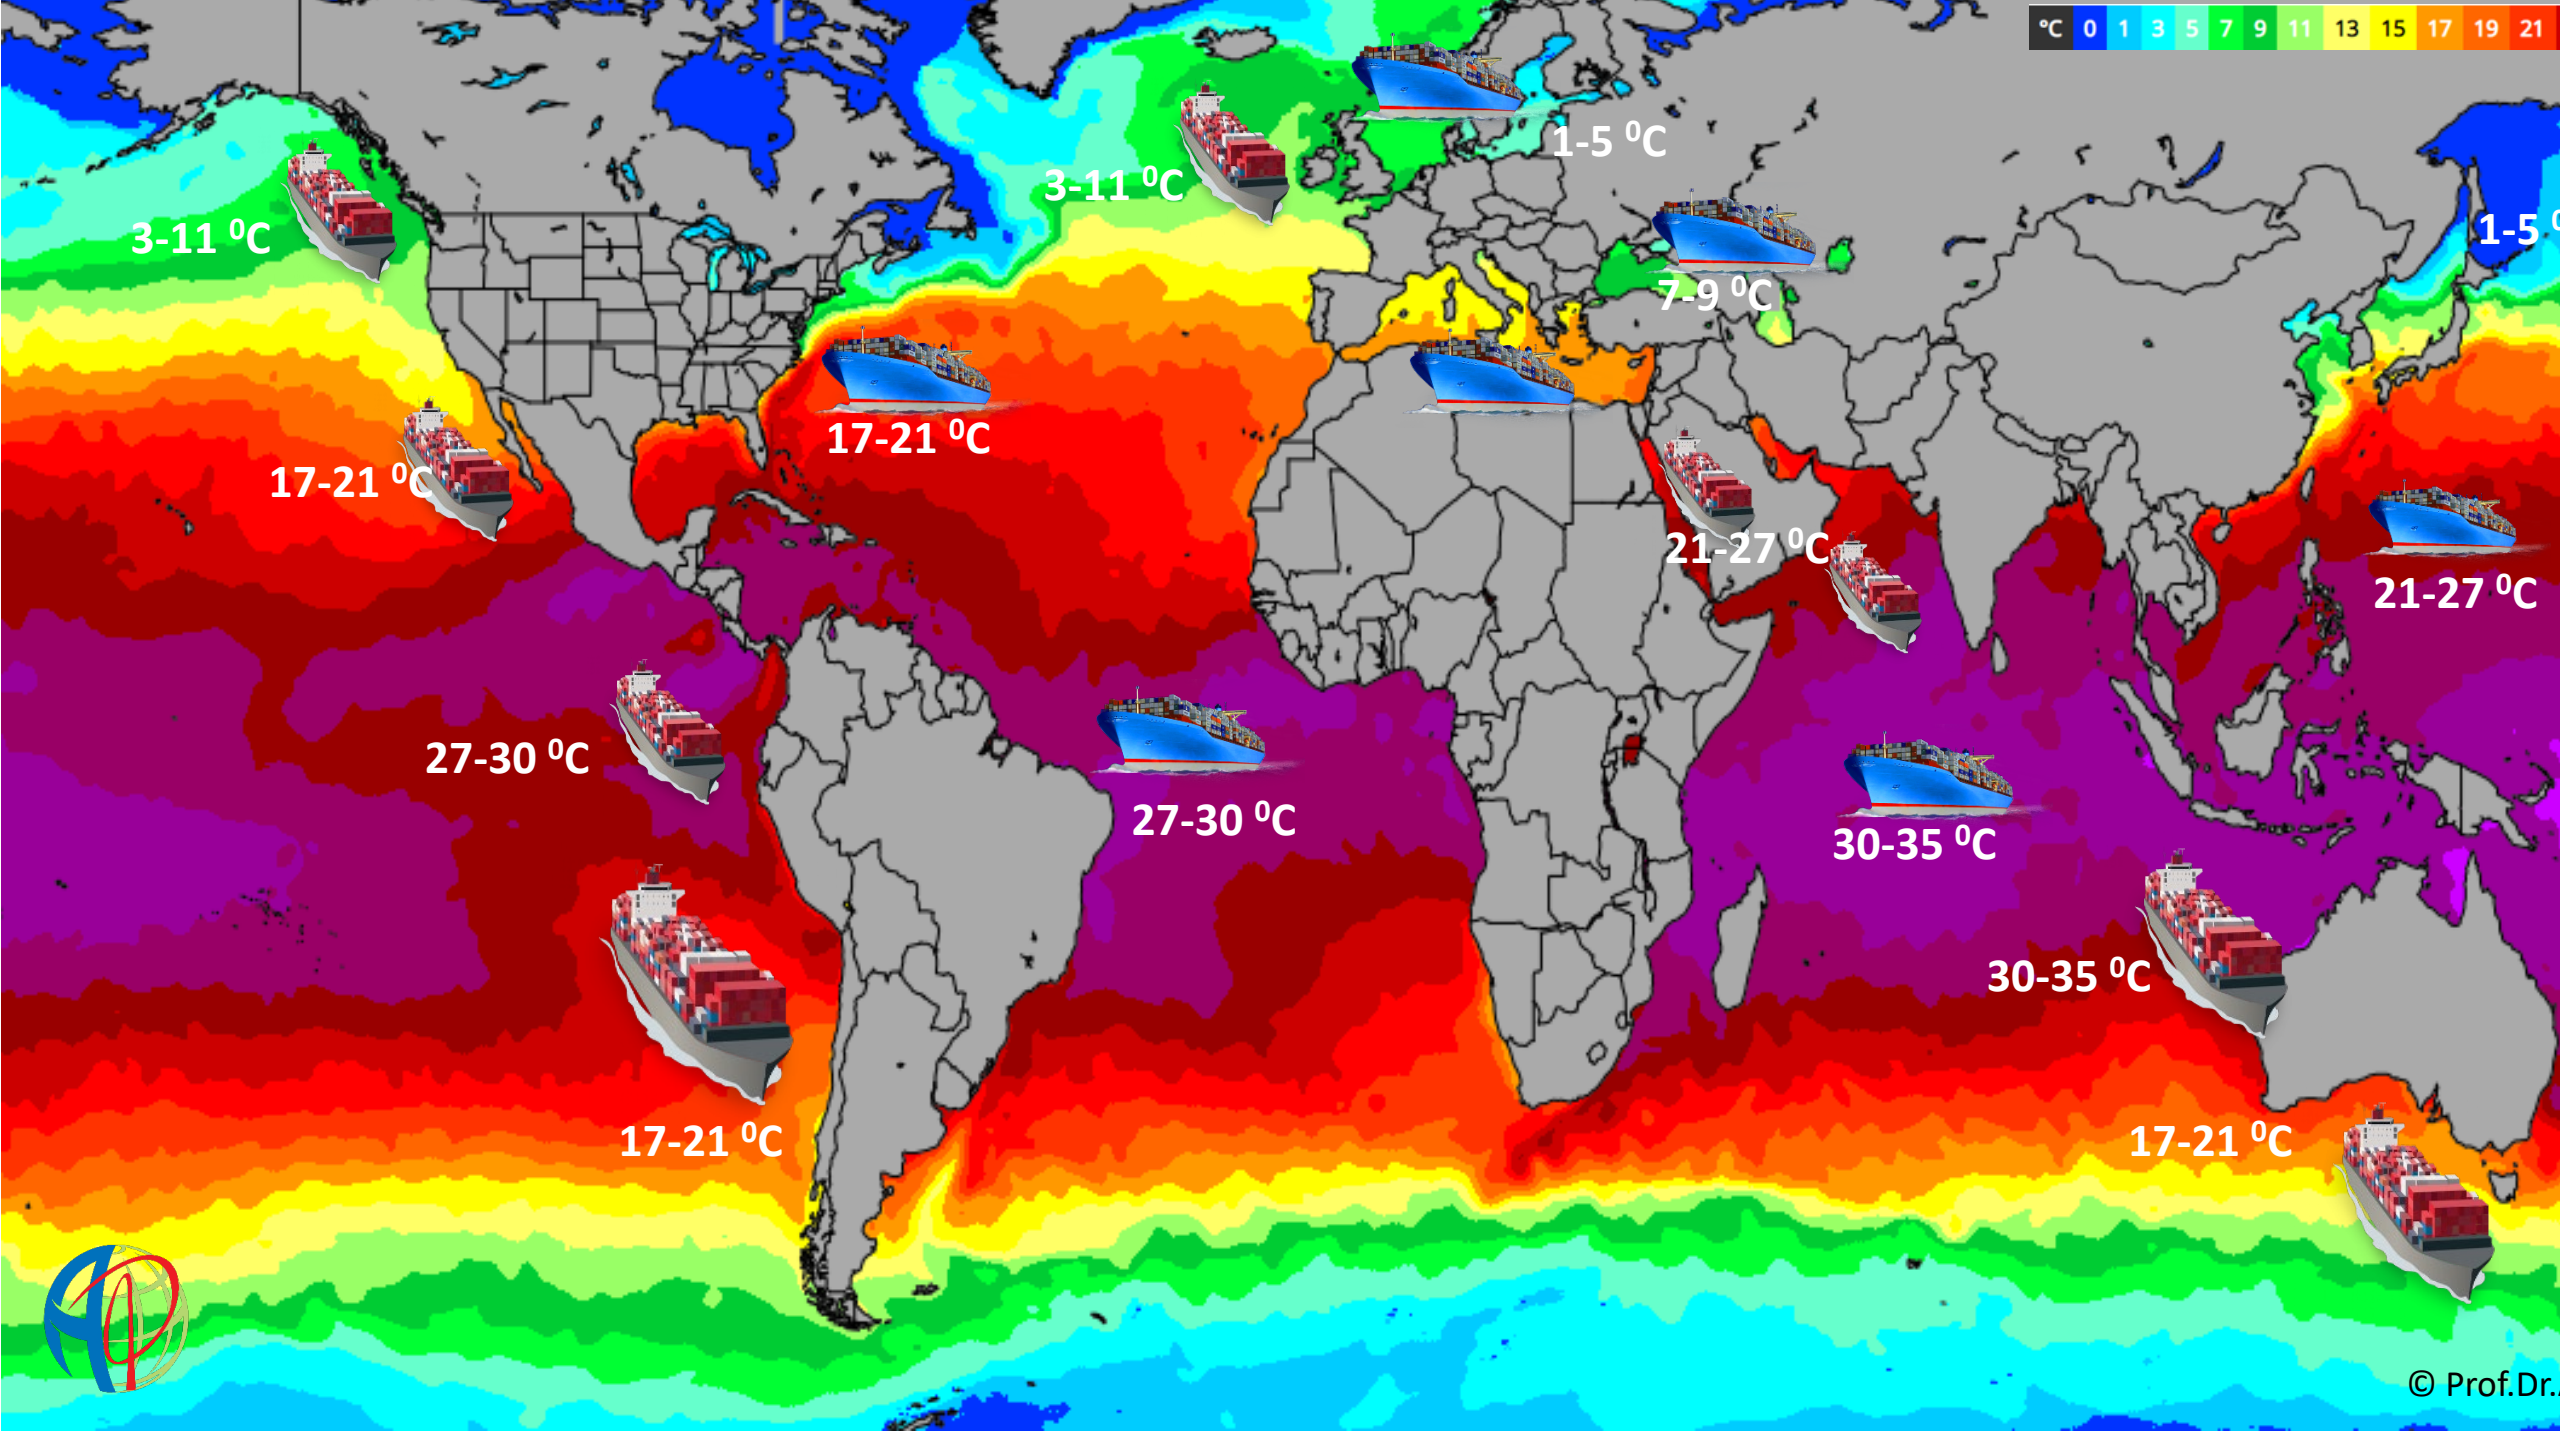 °C 0 1 3 5 7 9 11 13 15 17 19 21
1-5 ⁰C
3-11 ⁰C
3-11 ⁰C
1-5
7-9 ⁰C
17-21 ⁰C
17-21 ⁰C
21-27 ⁰C
21-27 ⁰C
27-30 ⁰C
27-30 ⁰C
30-35 ⁰C
30-35 ⁰C
17-21 ⁰C
17-21 ⁰C
© Prof.Dr.